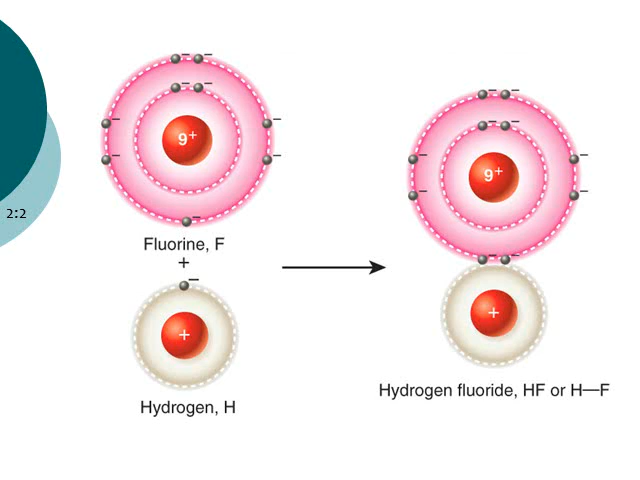 2:2
9+
Fluorine, F
+
+
Hydrogen, H
9+
+
Hydrogen fluoride, HF or H—F